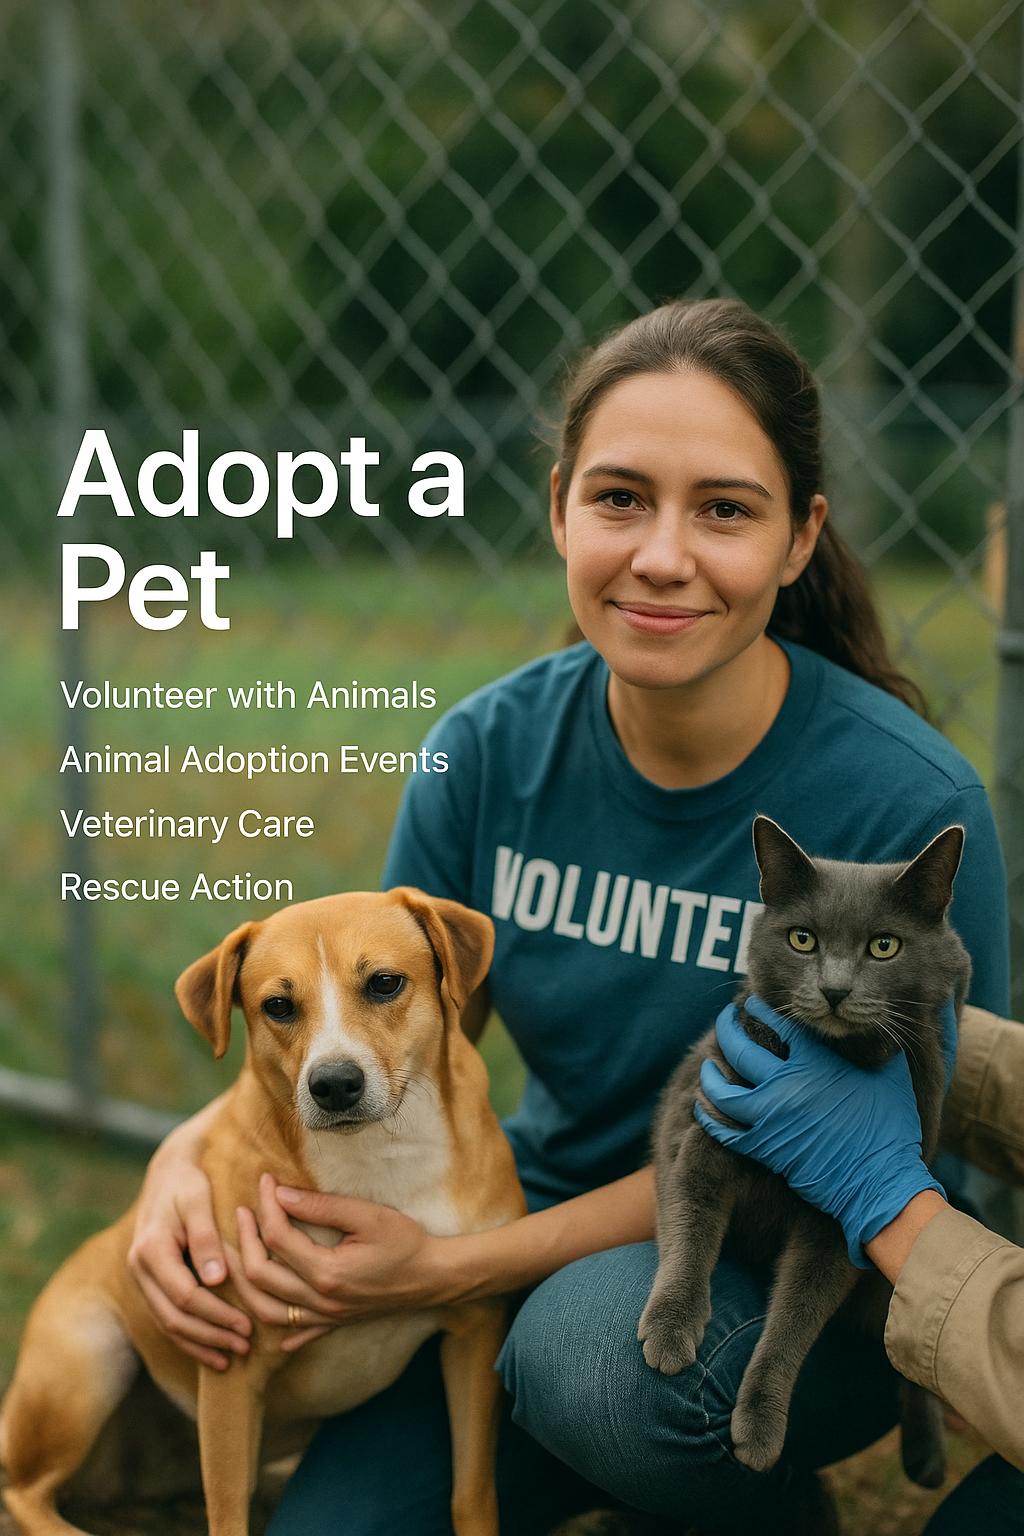 Adopt a
Pet
Volunteer with Animals
Animal Adoption Events
Veterinary Care
Rescue Action
VOLUNTEE